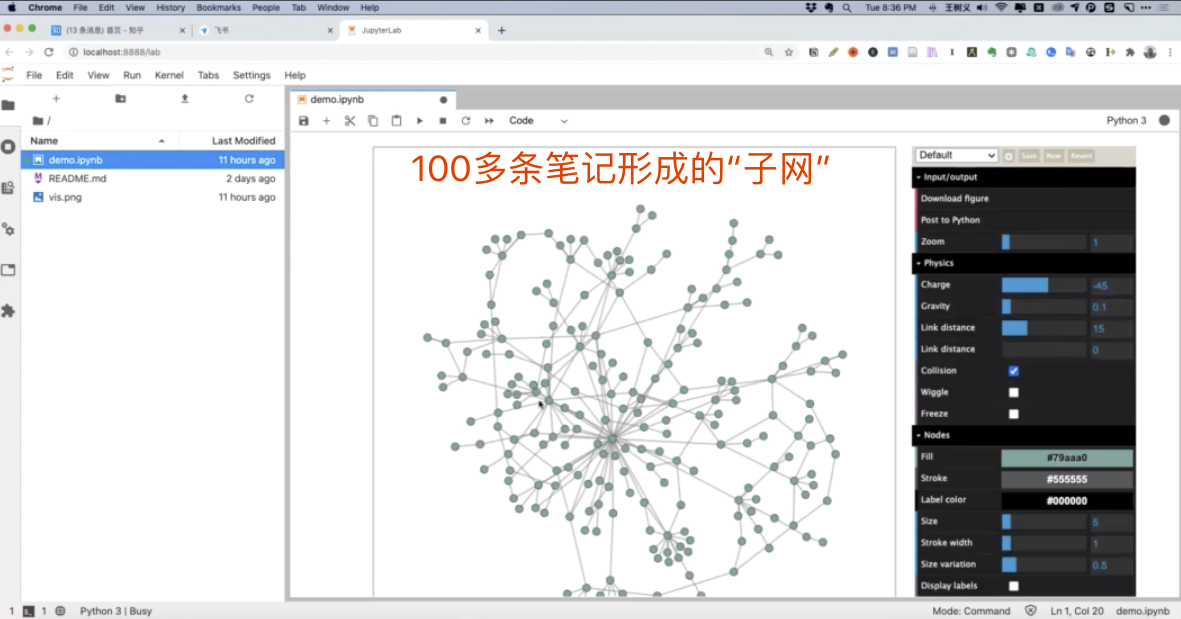 Chrome File Edit View History Bookmarks People Tab Window Help
Tue 8:36 PM 王树义
(13 条消息) 首页 - 知乎
飞书
JupyterLab
localhost:8888/lab
File Edit View Run Kernel Tabs Settings Help
/
Name Last Modified
demo.ipynb 11 hours ago
README.md 2 days ago
vis.png 11 hours ago
demo.ipynb
Code
Python 3
100多条笔记形成的“子网”
Default Save New Revert
Input/output
Download figure
Post to Python
Zoom 1
Physics
Charge -45
Gravity 0.1
Link distance 15
Link distance 0
Collision
Wiggle
Freeze
Nodes
Fill #79aaa0
Stroke #555555
Label color #000000
Size 5
Stroke width 1
Size variation 0.5
Display labels
1 1 Python 3 | Busy
Mode: Command Ln 1, Col 20 demo.ipynb